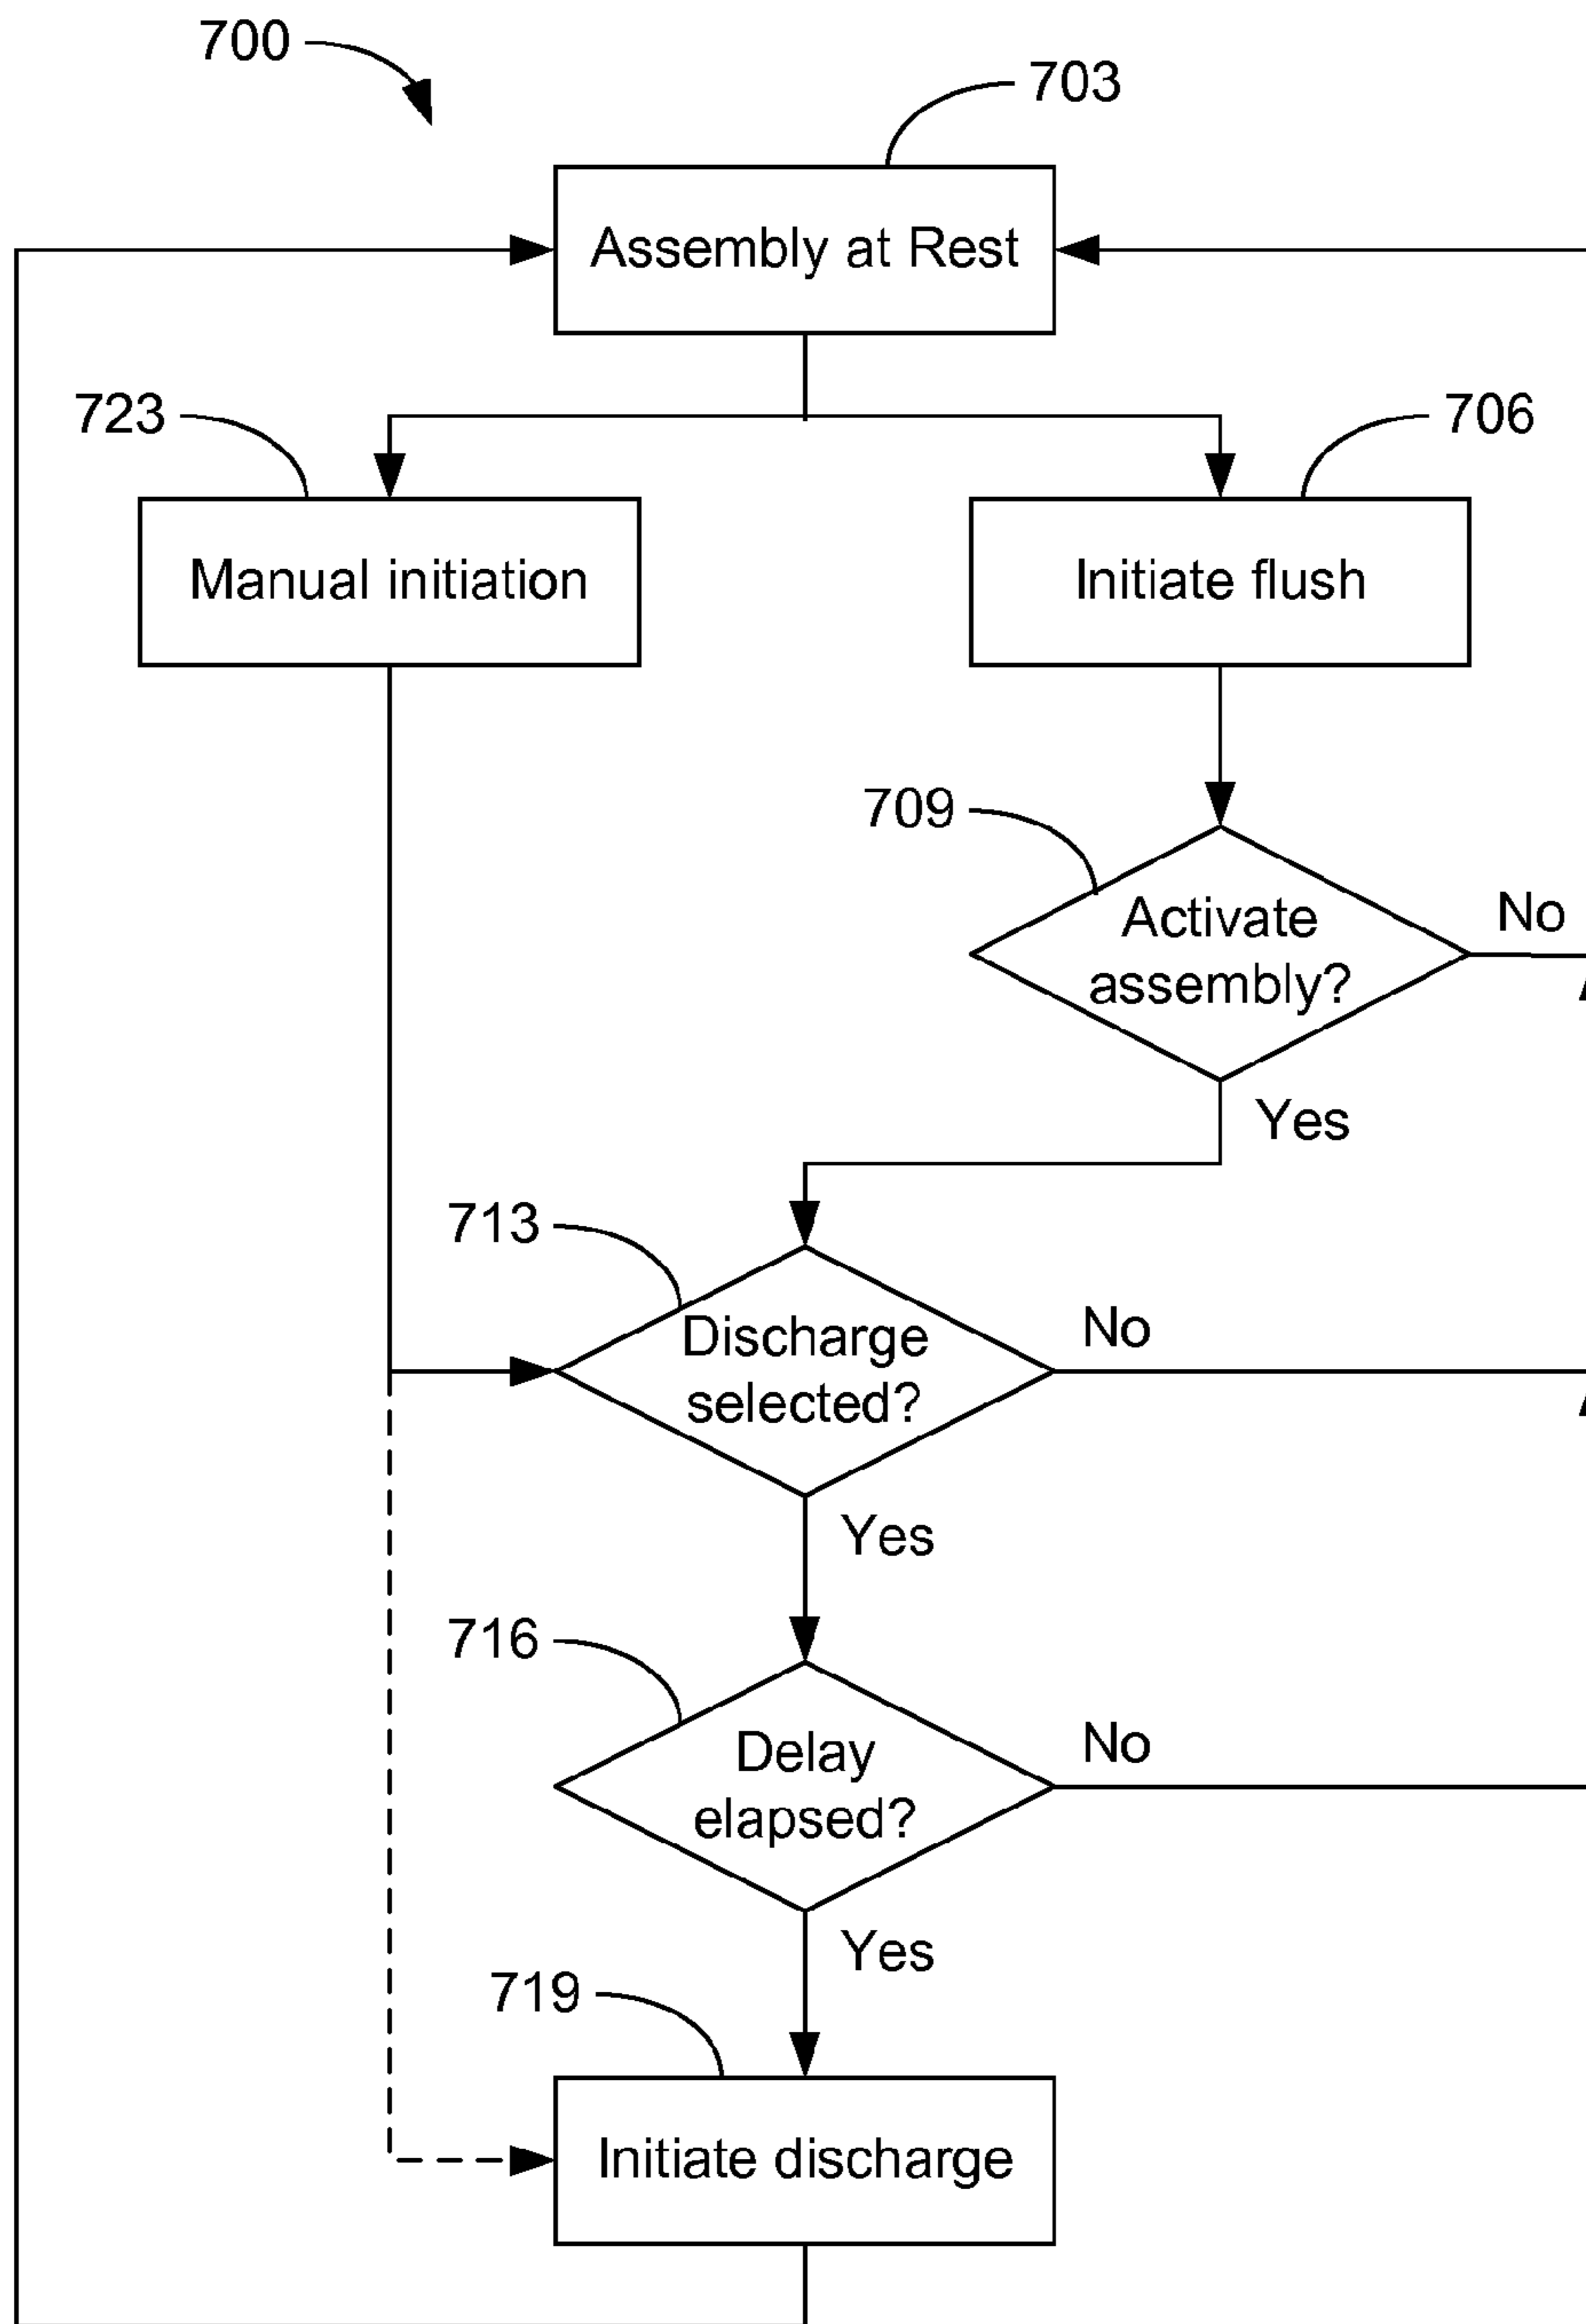 700
703
Assembly at Rest
723
706
Manual initiation
Initiate flush
709
Activate
assembly?
No
Yes
713
Discharge
selected?
No
Yes
716
Delay
elapsed?
No
Yes
719
Initiate discharge